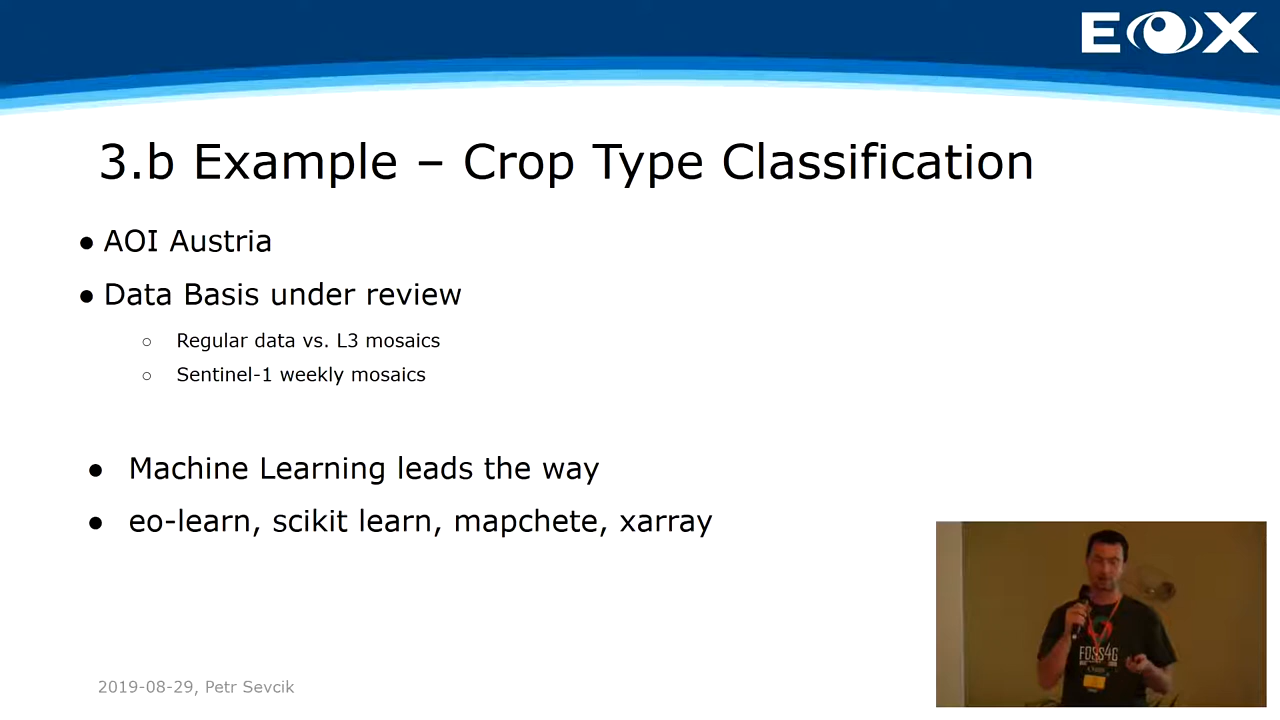 EOX
3.b Example – Crop Type Classification
● AOI Austria
● Data Basis under review
○ Regular data vs. L3 mosaics
○ Sentinel-1 weekly mosaics
● Machine Learning leads the way
● eo-learn, scikit learn, mapchete, xarray
FOSS4G
2019-08-29, Petr Sevcik